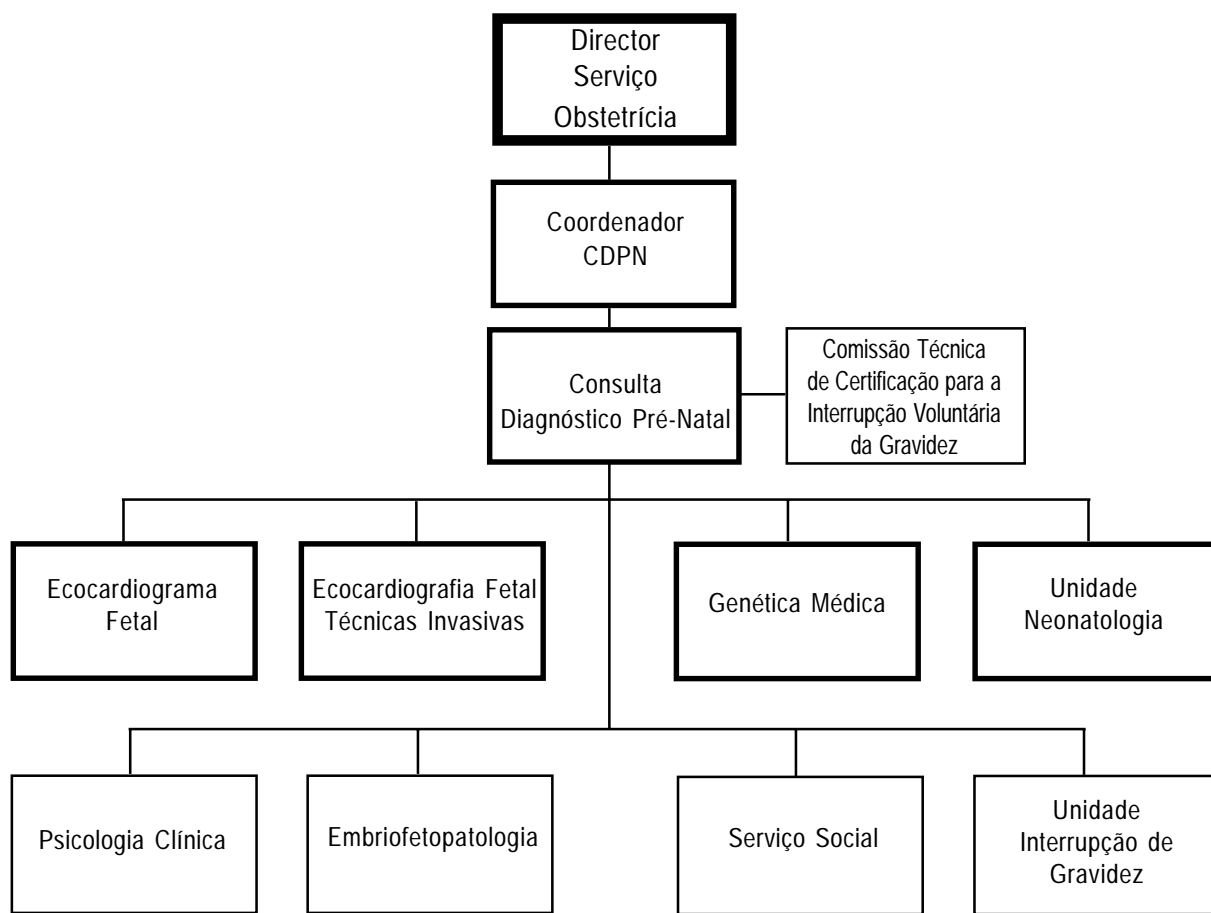 Director
Serviço
Obstetrícia
Coordenador
CDPN
Consulta
Diagnóstico Pré-Natal
Comissão Técnica
de Certificação para a
Interrupção Voluntária
da Gravidez
Ecocardiograma
Fetal
Ecocardiografia Fetal
Técnicas Invasivas
Genética Médica
Unidade
Neonatologia
Psicologia Clínica
Embriofetopatologia
Serviço Social
Unidade
Interrupção de
Gravidez